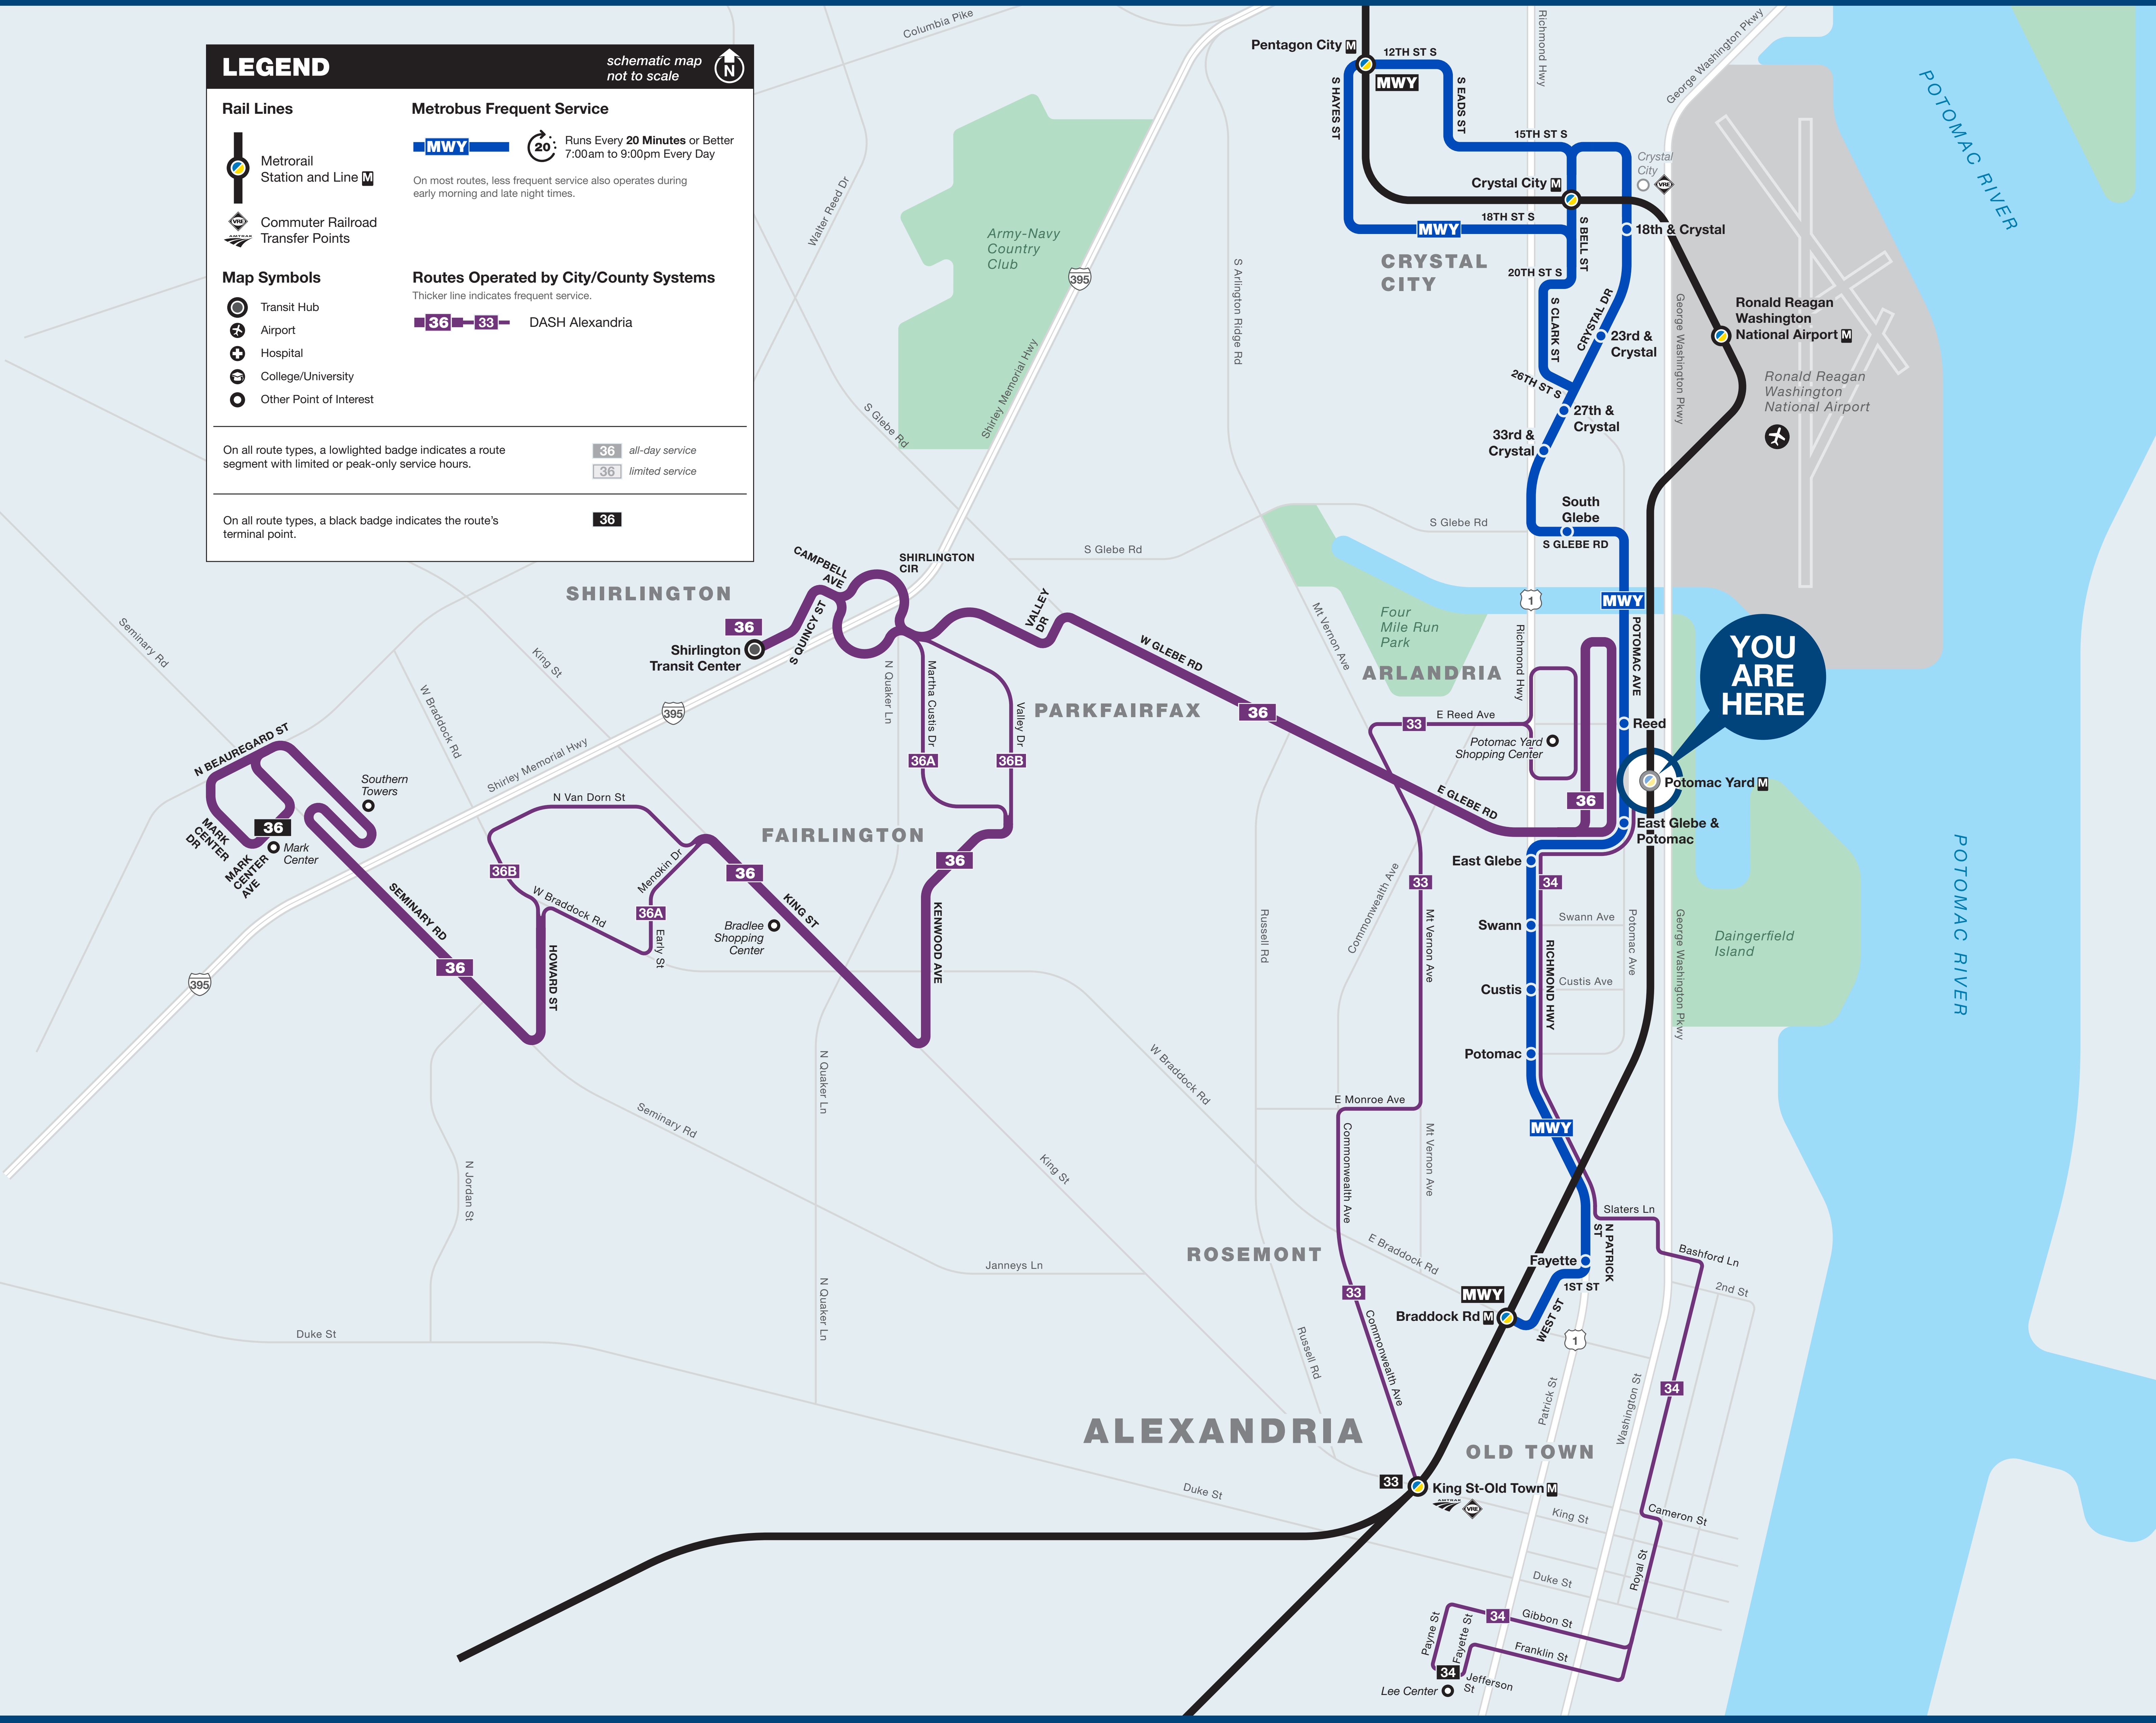 LEGEND
schematic map
not to scale
N
Rail Lines
Metrorail
Station and Line M
VRE
Commuter Railroad
AMTRAK
Transfer Points
Metrobus Frequent Service
MWY
20
Runs Every 20 Minutes or Better
7:00am to 9:00pm Every Day
On most routes, less frequent service also operates during
early morning and late night times.
Map Symbols
Transit Hub
Airport
Hospital
College/University
Other Point of Interest
Routes Operated by City/County Systems
Thicker line indicates frequent service.
36
33
DASH Alexandria
On all route types, a lowlighted badge indicates a route
segment with limited or peak-only service hours.
36
all-day service
36
limited service
On all route types, a black badge indicates the route's
terminal point.
36
Columbia Pike
Walter Reed Dr
Army-Navy
Country
Club
395
Shirley Memorial Hwy
S Glebe Rd
S Arlington Ridge Rd
Pentagon City M
MWY
12TH ST S
S HAYES ST
S EADS ST
Richmond Hwy
George Washington Pkwy
POTOMAC RIVER
15TH ST S
Crystal
City
VRE
Crystal City M
18TH ST S
MWY
18th & Crystal
S BELL ST
CRYSTAL
CITY
20TH ST S
S CLARK ST
CRYSTAL DR
George Washington Pkwy
Ronald Reagan
Washington
National Airport M
23rd &
Crystal
26TH ST S
Ronald Reagan
Washington
National Airport
27th &
Crystal
33rd &
Crystal
South
Glebe
S Glebe Rd
S GLEBE RD
S Glebe Rd
1
MWY
POTOMAC AVE
YOU
ARE
HERE
SHIRLINGTON
CAMPBELL
AVE
SHIRLINGTON
CIR
36
Shirlington
Transit Center
S QUINCY ST
VALLEY
DR
W GLEBE RD
Mt Vernon Ave
Four
Mile Run
Park
Richmond Hwy
ARLANDRIA
Seminary Rd
King St
W Braddock Rd
395
Shirley Memorial Hwy
N Quaker Ln
Martha Custis Dr
Valley Dr
PARKFAIRFAX
36
33
E Reed Ave
Reed
Potomac Yard
Shopping Center
36A
36B
Potomac Yard M
36
E GLEBE RD
East Glebe &
Potomac
N BEAUREGARD ST
Southern
Towers
MARK
CENTER
DR
36
Mark
Center
MARK
CENTER
AVE
N Van Dorn St
FAIRLINGTON
36
36B
Menokin Dr
36
East Glebe
34
33
SEMINARY RD
W Braddock Rd
36A
KING ST
Early St
Bradlee
Shopping
Center
KENWOOD AVE
Russell Rd
Commonwealth Ave
Mt Vernon Ave
Swann
Swann Ave
Potomac Ave
George Washington Pkwy
Daingerfield
Island
POTOMAC RIVER
36
HOWARD ST
395
Custis
Custis Ave
RICHMOND HWY
Potomac
N Quaker Ln
W Braddock Rd
Seminary Rd
E Monroe Ave
Commonwealth Ave
Mt Vernon Ave
MWY
N Jordan St
King St
Slaters Ln
N PATRICK
ST
ROSEMONT
E Braddock Rd
Fayette
Bashford Ln
Janneys Ln
1ST ST
2nd St
N Quaker Ln
33
MWY
Braddock Rd M
WEST ST
1
Duke St
Russell Rd
Commonwealth Ave
Patrick St
Washington St
34
ALEXANDRIA
OLD TOWN
33
King St-Old Town M
AMTRAK
VRE
Duke St
King St
Cameron St
Duke St
Royal St
Payne St
Fayette St
34
Gibbon St
Franklin St
34
Jefferson
St
Lee Center